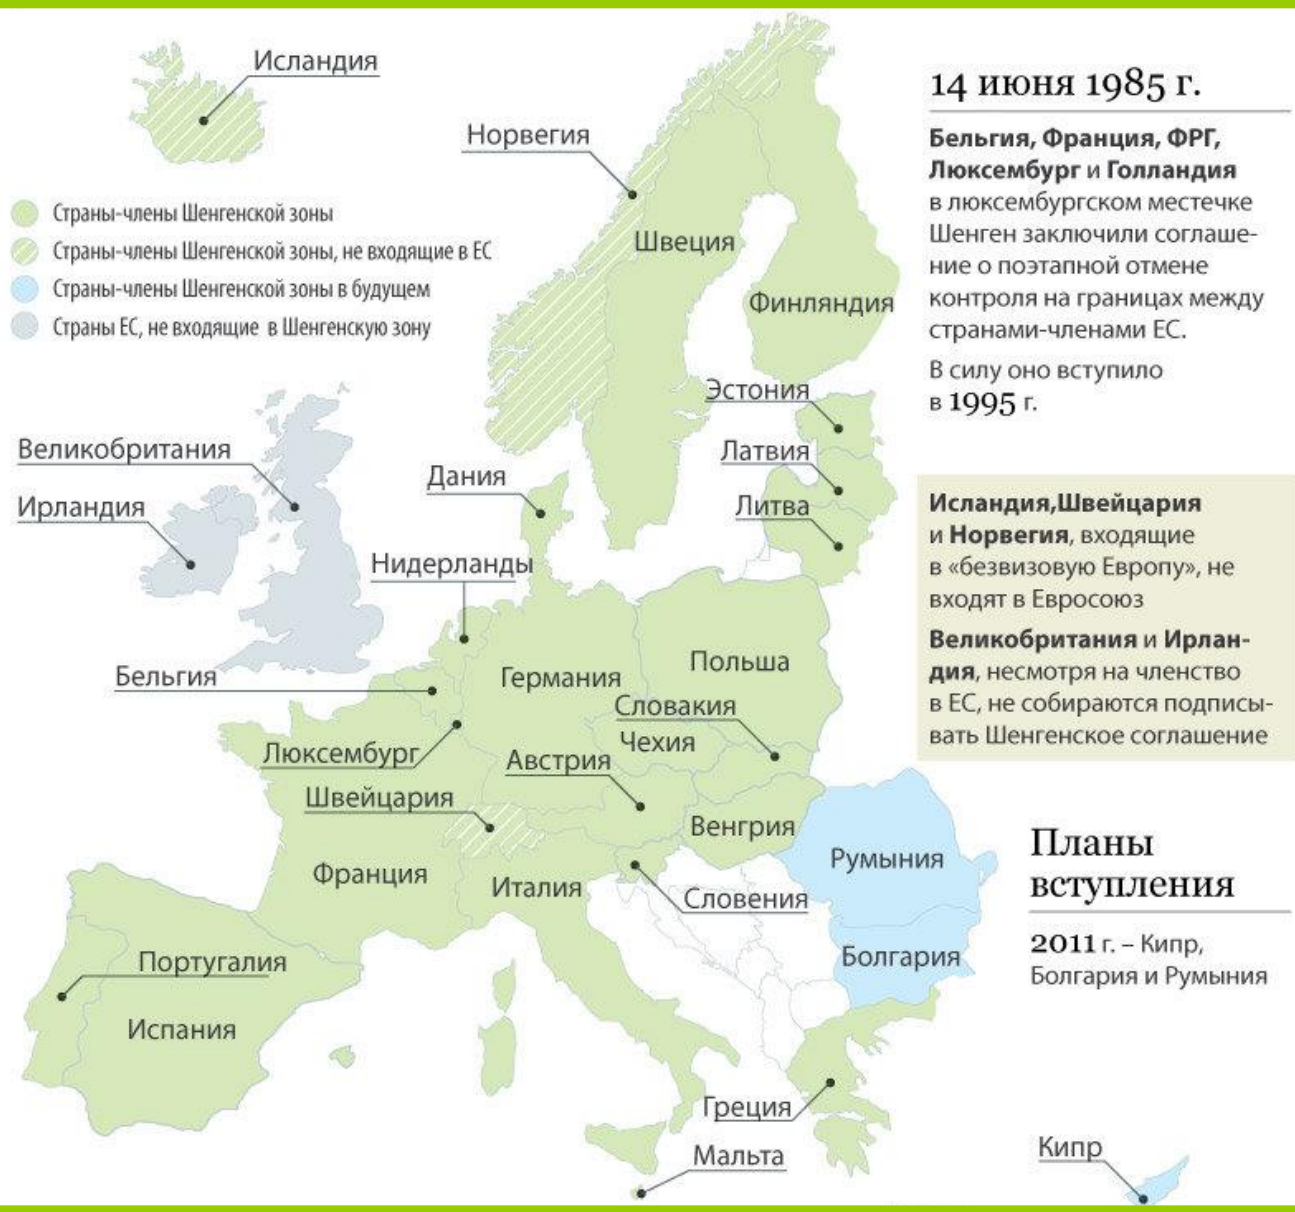 Исландия
Норвегия
Страны-члены Шенгенской зоны
Страны-члены Шенгенской зоны, не входящие в ЕС
Страны-члены Шенгенской зоны в будущем
Страны ЕС, не входящие в Шенгенскую зону
Швеция
Финляндия
Эстония
Латвия
Литва
Великобритания
Ирландия
Дания
Нидерланды
Бельгия
Германия
Польша
Словакия
Чехия
Люксембург
Австрия
Швейцария
Венгрия
Румыния
Франция
Италия
Словения
Болгария
Португалия
Испания
Греция
Мальта
Кипр
14 июня 1985 г.
Бельгия, Франция, ФРГ,
Люксембург и Голландия
в люксембургском местечке
Шенген заключили соглаше-
ние о поэтапной отмене
контроля на границах между
странами-членами ЕС.
В силу оно вступило
в 1995 г.
Исландия,Швейцария
и Норвегия, входящие
в «безвизовую Европу», не
входят в Евросоюз
Великобритания и Ирлан-
дия, несмотря на членство
в ЕС, не собираются подписы-
вать Шенгенское соглашение
Планы
вступления
2011 г. – Кипр,
Болгария и Румыния